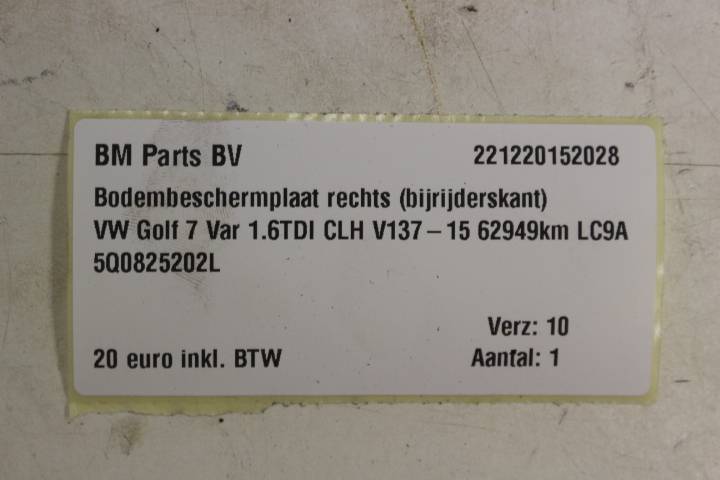 BM Parts BV 221220152028
Bodembeschermplaat rechts (bijrijderskant)
VW Golf 7 Var 1.6TDI CLH V137-15 62949km LC9A
5Q0825202L
Verz: 10
20 euro inkl. BTW Aantal: 1